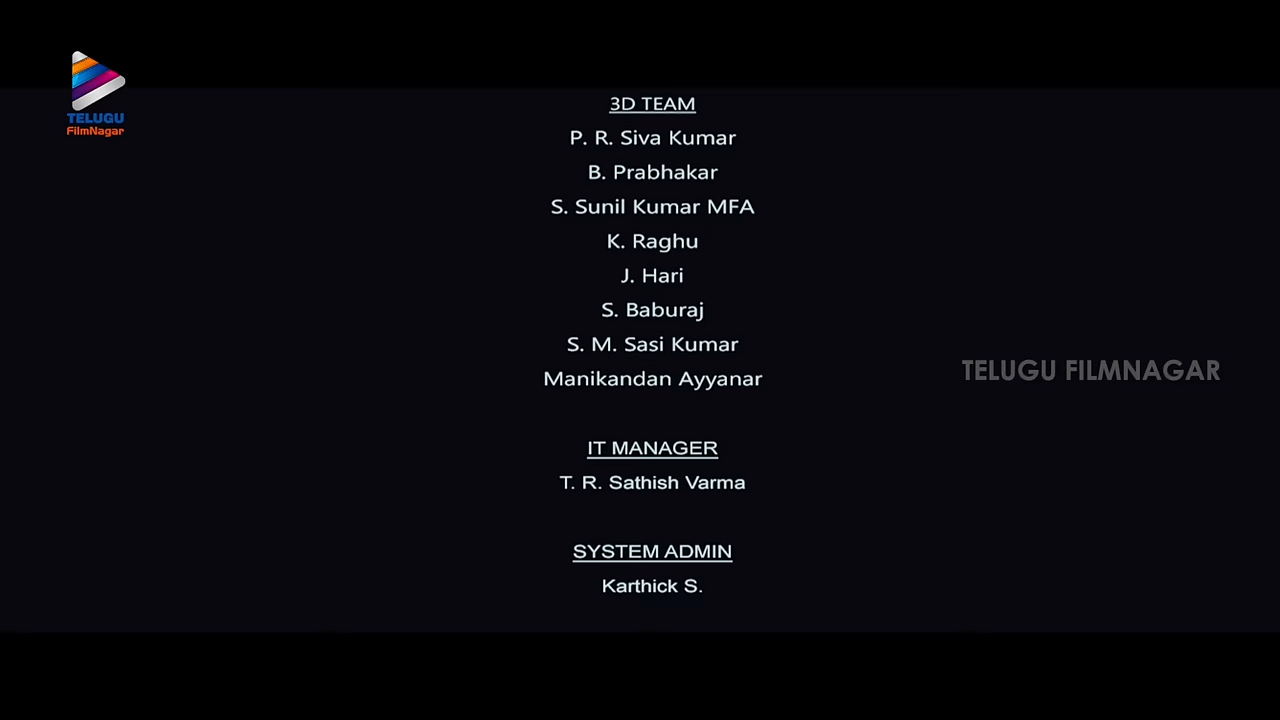 TELUGU
FilmNagar
3D TEAM
P. R. Siva Kumar
B. Prabhakar
S. Sunil Kumar MFA
K. Raghu
J. Hari
S. Baburaj
S. M. Sasi Kumar
Manikandan Ayyanar
TELUGU FILMNAGAR
IT MANAGER
T. R. Sathish Varma
SYSTEM ADMIN
Karthick S.